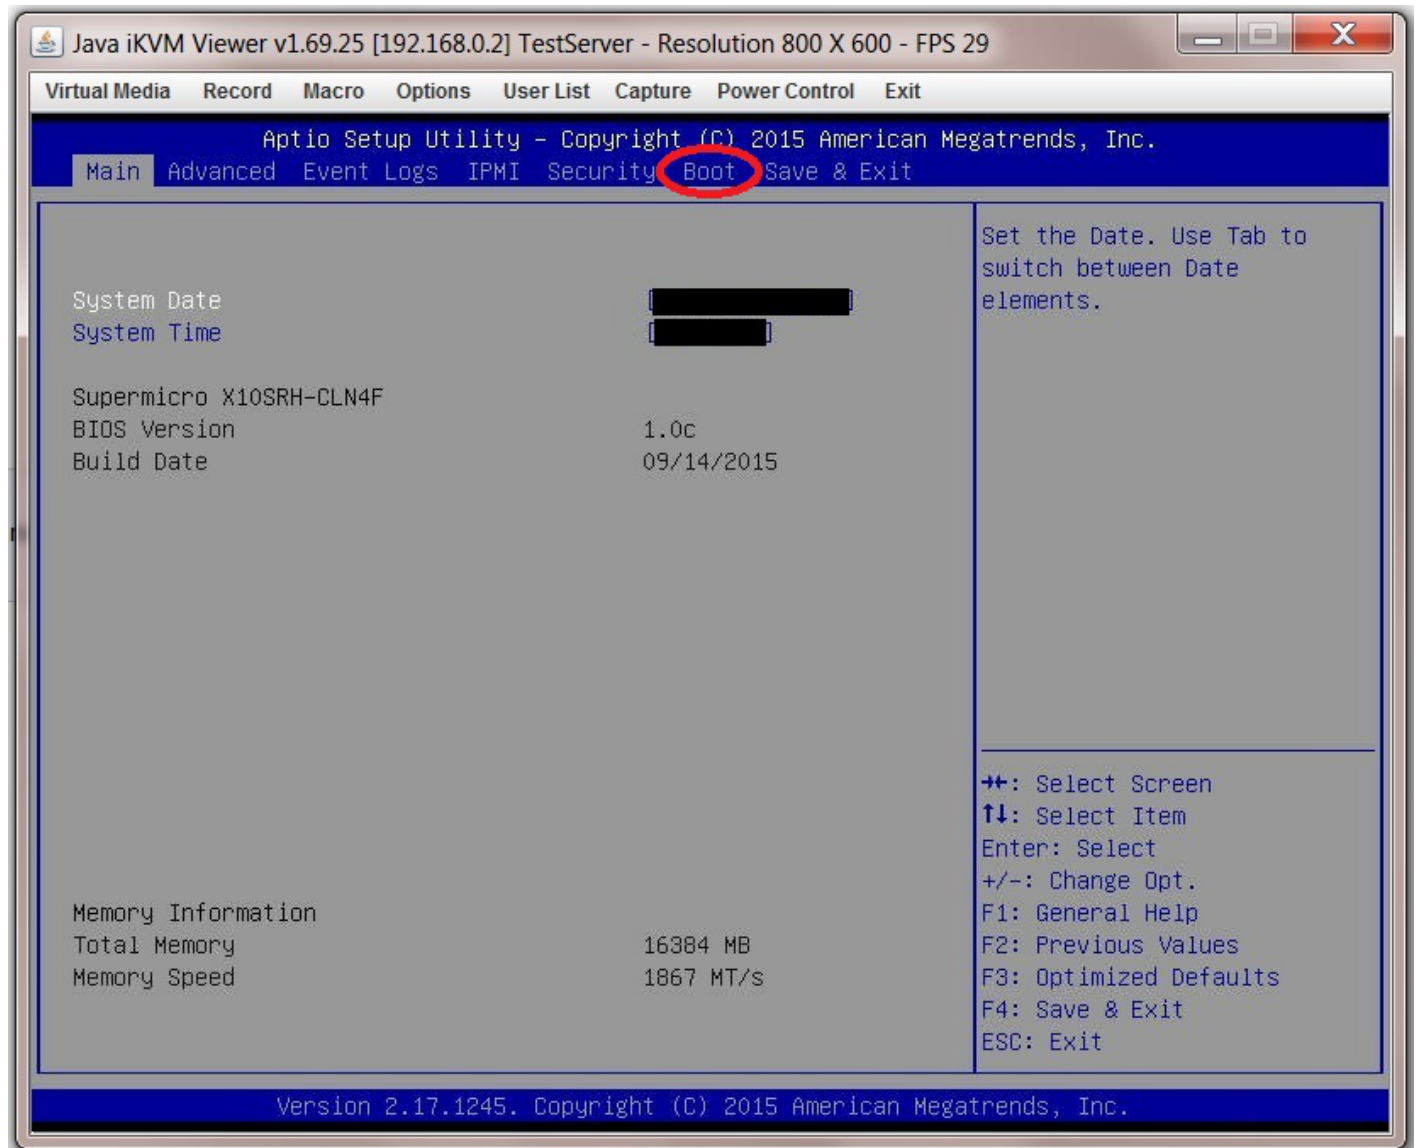 Java iKVM Viewer v1.69.25 [192.168.0.2] TestServer - Resolution 800 X 600 - FPS 29
Virtual Media Record Macro Options User List Capture Power Control Exit
Aptio Setup Utility – Copyright (C) 2015 American Megatrends, Inc.
Main Advanced Event Logs IPMI Security Boot Save & Exit
Set the Date. Use Tab to
switch between Date
elements.
System Date [ ]
System Time [ ]
Supermicro X10SRH-CLN4F
BIOS Version 1.0c
Build Date 09/14/2015
Memory Information
Total Memory 16384 MB
Memory Speed 1867 MT/s
→←: Select Screen
↑↓: Select Item
Enter: Select
+/-: Change Opt.
F1: General Help
F2: Previous Values
F3: Optimized Defaults
F4: Save & Exit
ESC: Exit
Version 2.17.1245. Copyright (C) 2015 American Megatrends, Inc.